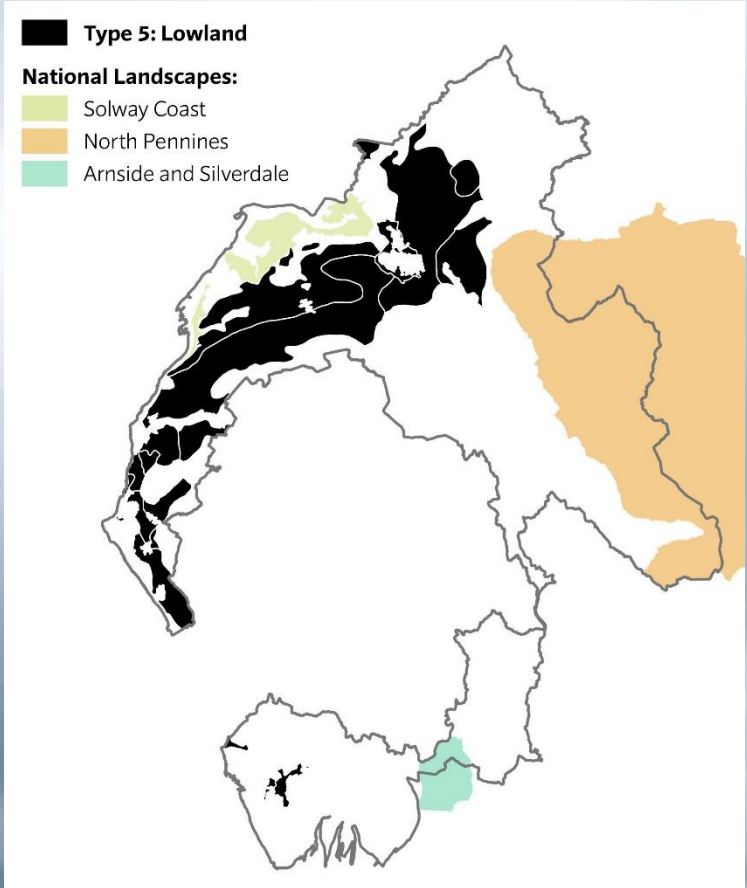 Type 5: Lowland
National Landscapes:
Solway Coast
North Pennines
Arnside and Silverdale